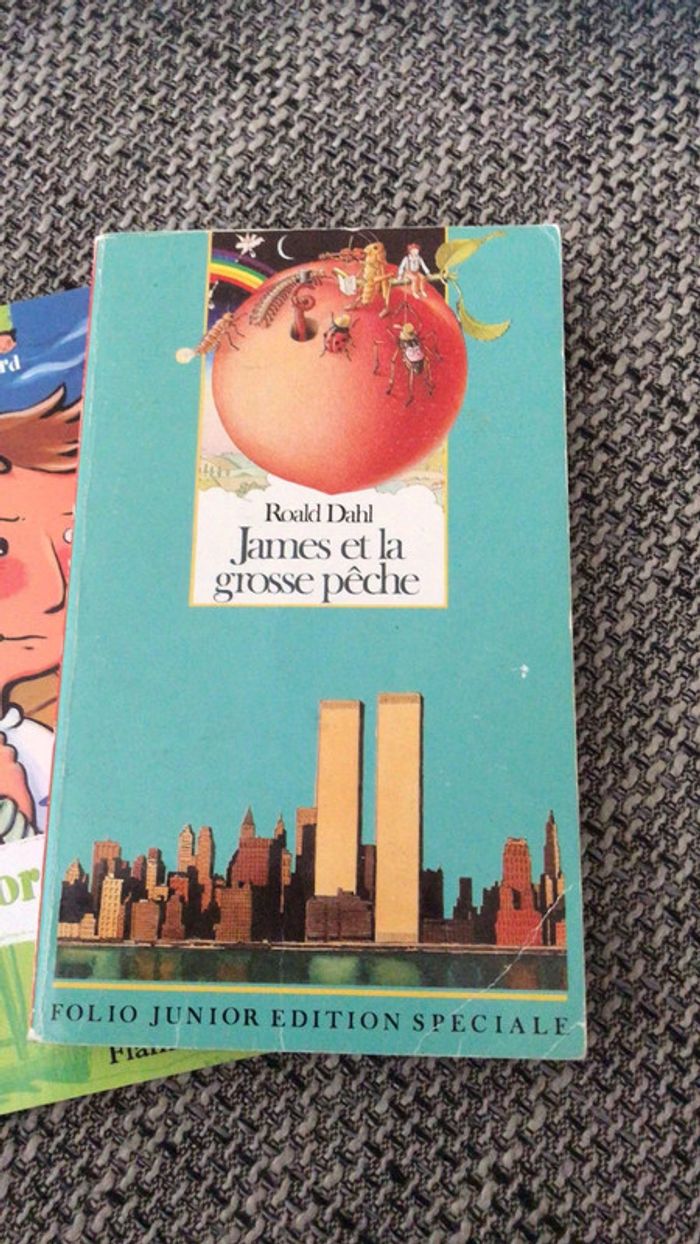 Roald Dahl
James et la
grosse pêche
FOLIO JUNIOR EDITION SPECIALE